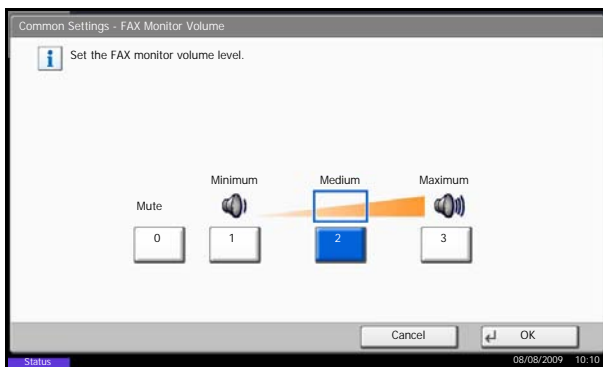 Common Settings - FAX Monitor Volume
Set the FAX monitor volume level.
Minimum Medium Maximum
Mute
0 1 2 3
Cancel OK
Status 08/08/2009 10:10